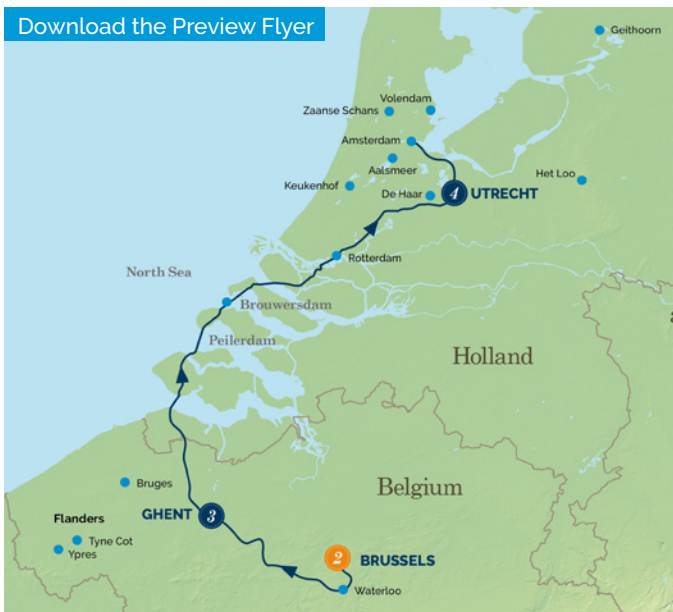 Download the Preview Flyer
Geithoorn
Volendam
Zaanse Schans
Amsterdam
Aalsmeer
Het Loo
Keukenhof
De Haar
4
UTRECHT
Rotterdam
North Sea
Brouwersdam
Peilerdam
Holland
Belgium
Bruges
GHENT
3
Flanders
Tyne Cot
Ypres
2
BRUSSELS
Waterloo